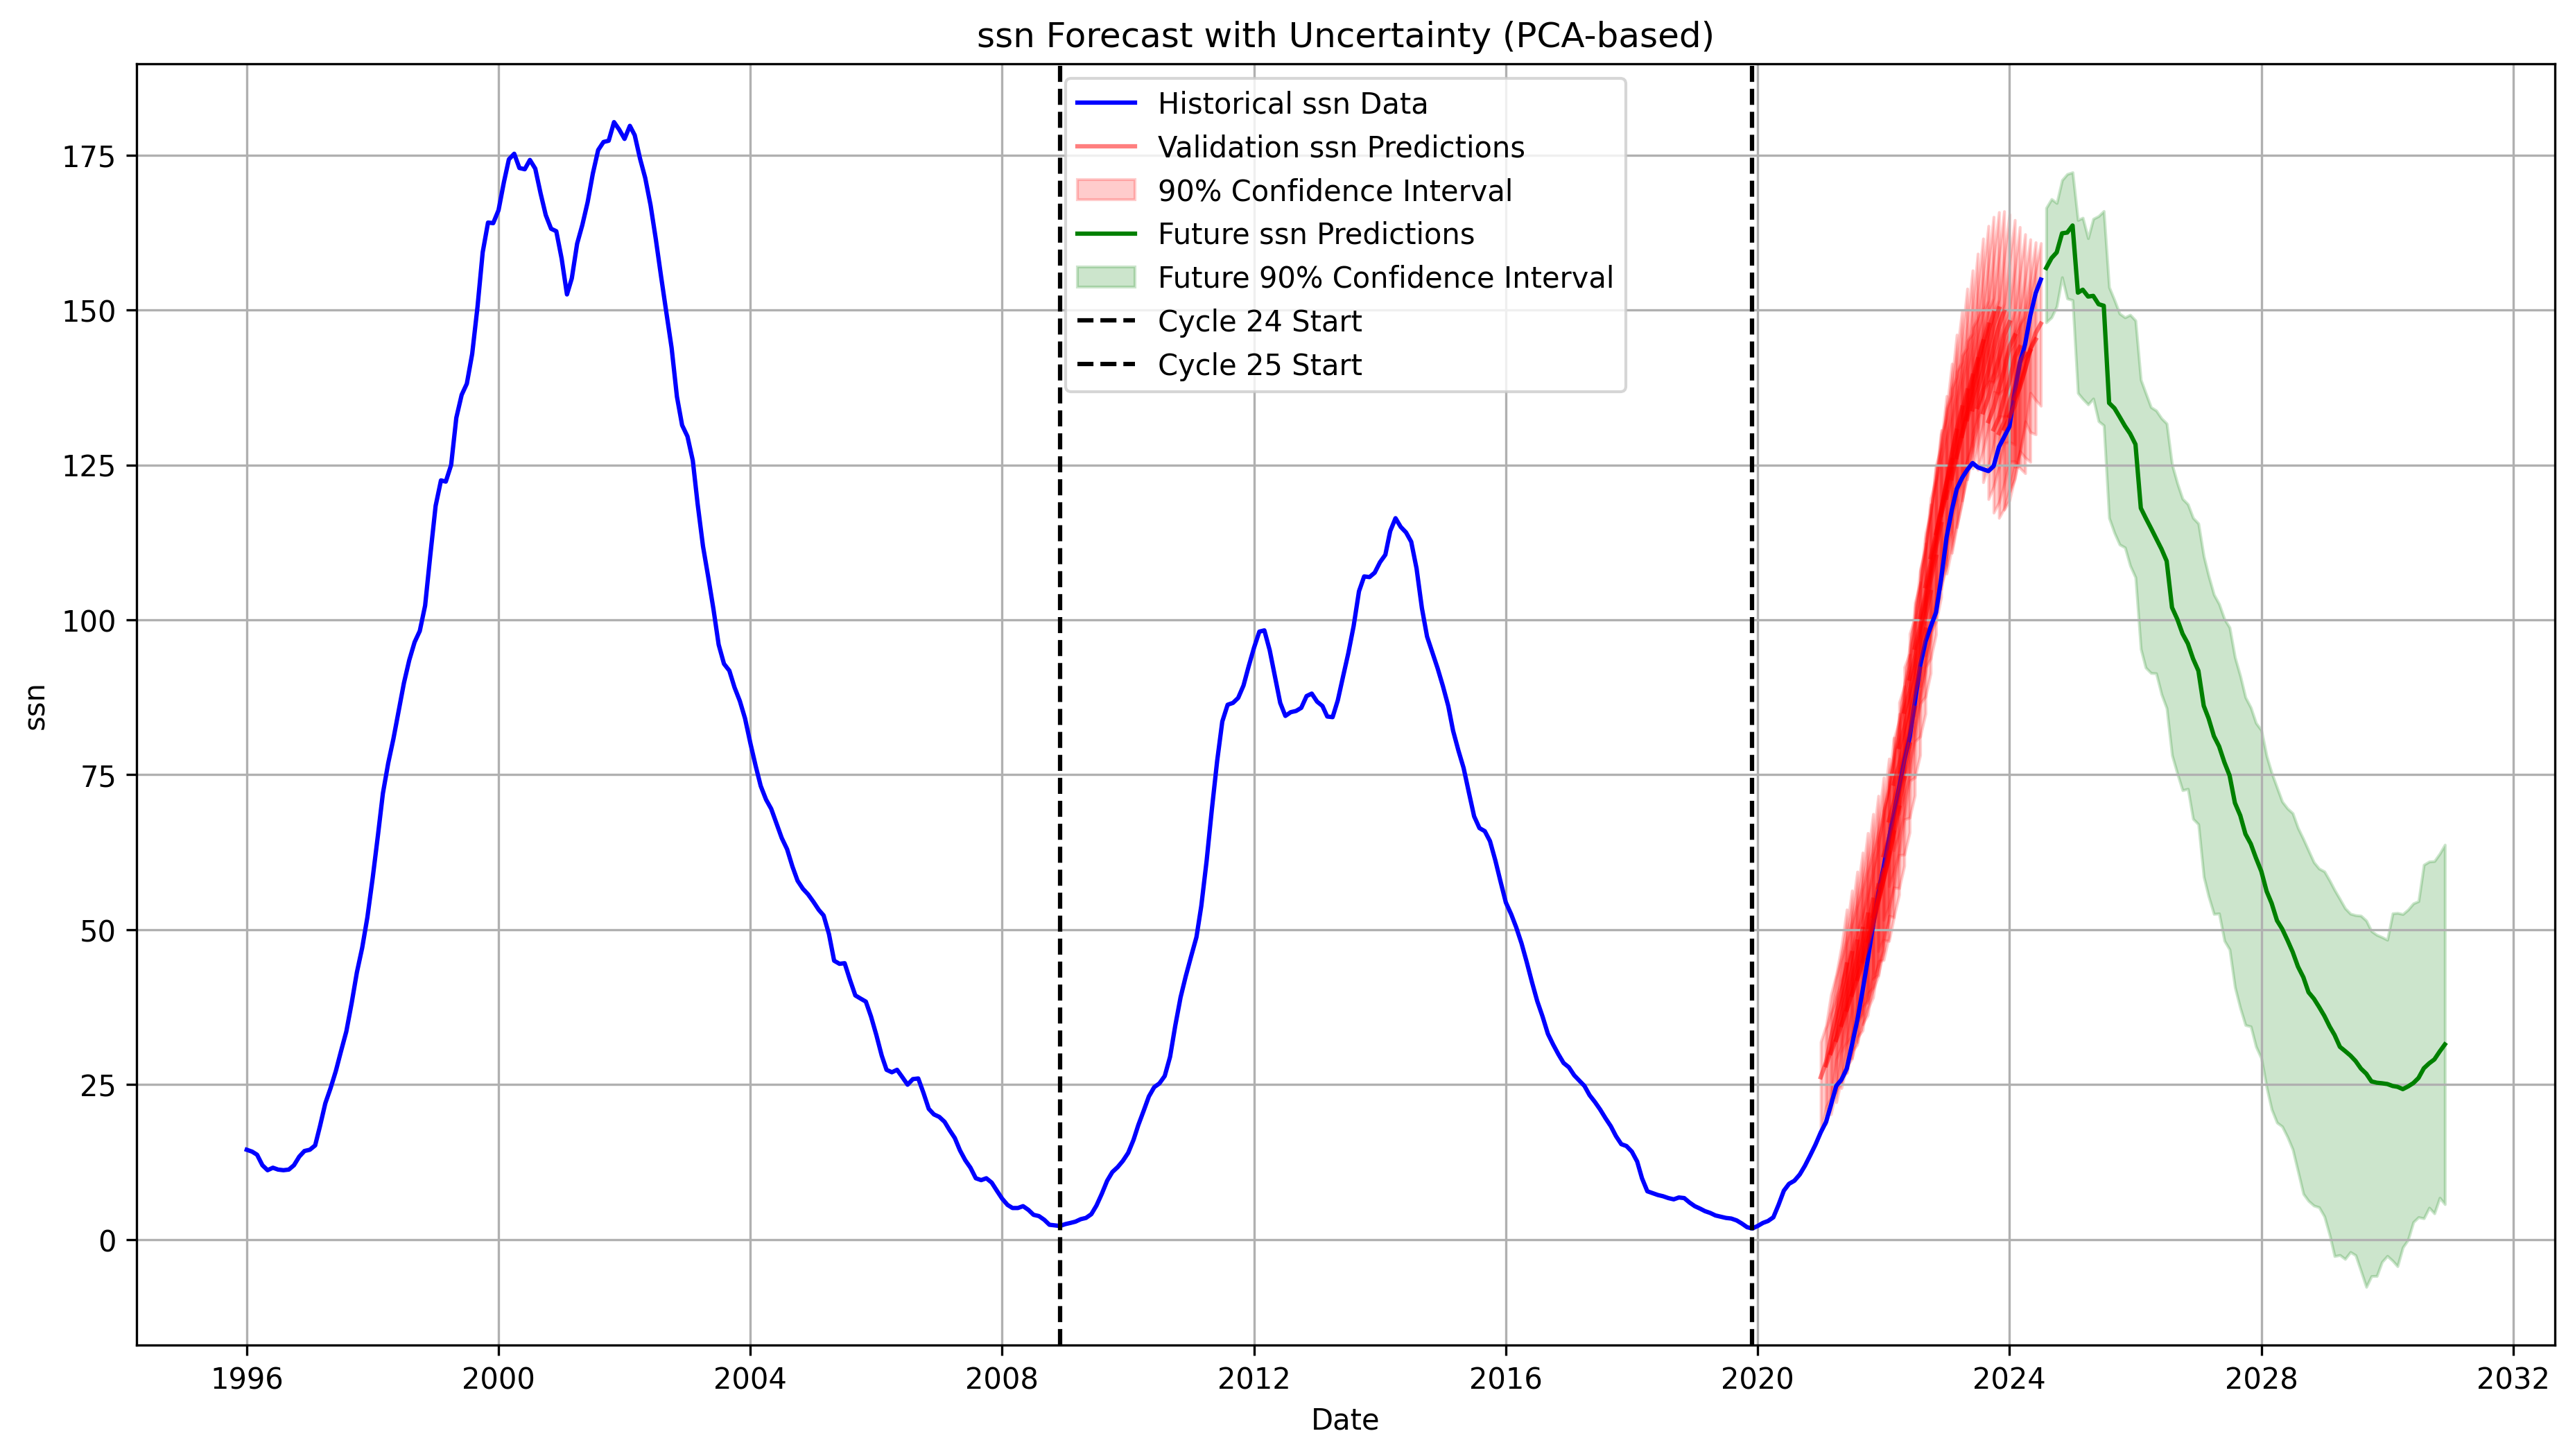 ssn Forecast with Uncertainty (PCA-based)
Historical ssn Data
Validation ssn Predictions
90% Confidence Interval
Future ssn Predictions
Future 90% Confidence Interval
Cycle 24 Start
Cycle 25 Start
175
150
125
100
75
50
25
0
ssn
1996 2000 2004 2008 2012 2016 2020 2024 2028 2032
Date